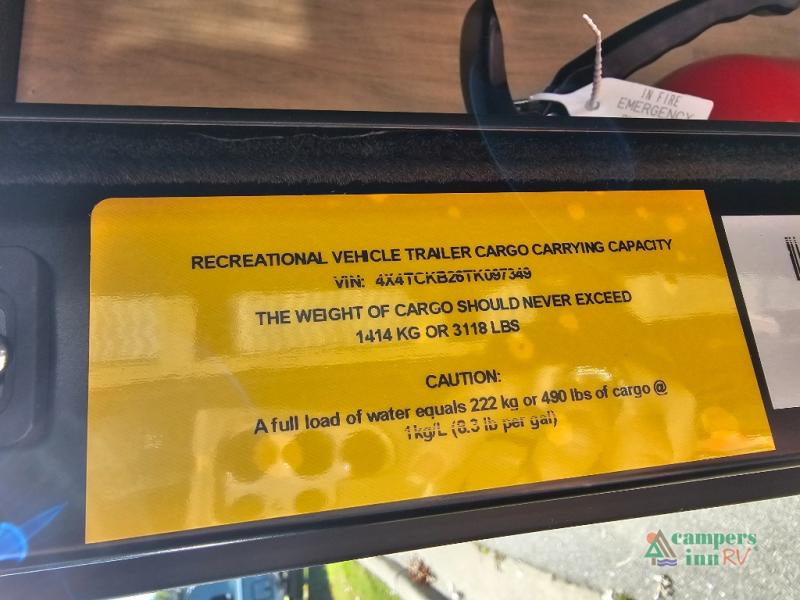 IN FIRE
EMERGENCY
RECREATIONAL VEHICLE TRAILER CARGO CARRYING CAPACITY
VIN: 4X4TCKB26TK097349
THE WEIGHT OF CARGO SHOULD NEVER EXCEED
1414 KG OR 3118 LBS
CAUTION:
A full load of water equals 222 kg or 490 lbs of cargo @
1kg/L (8.3 lb per gal)
campers
inn RV